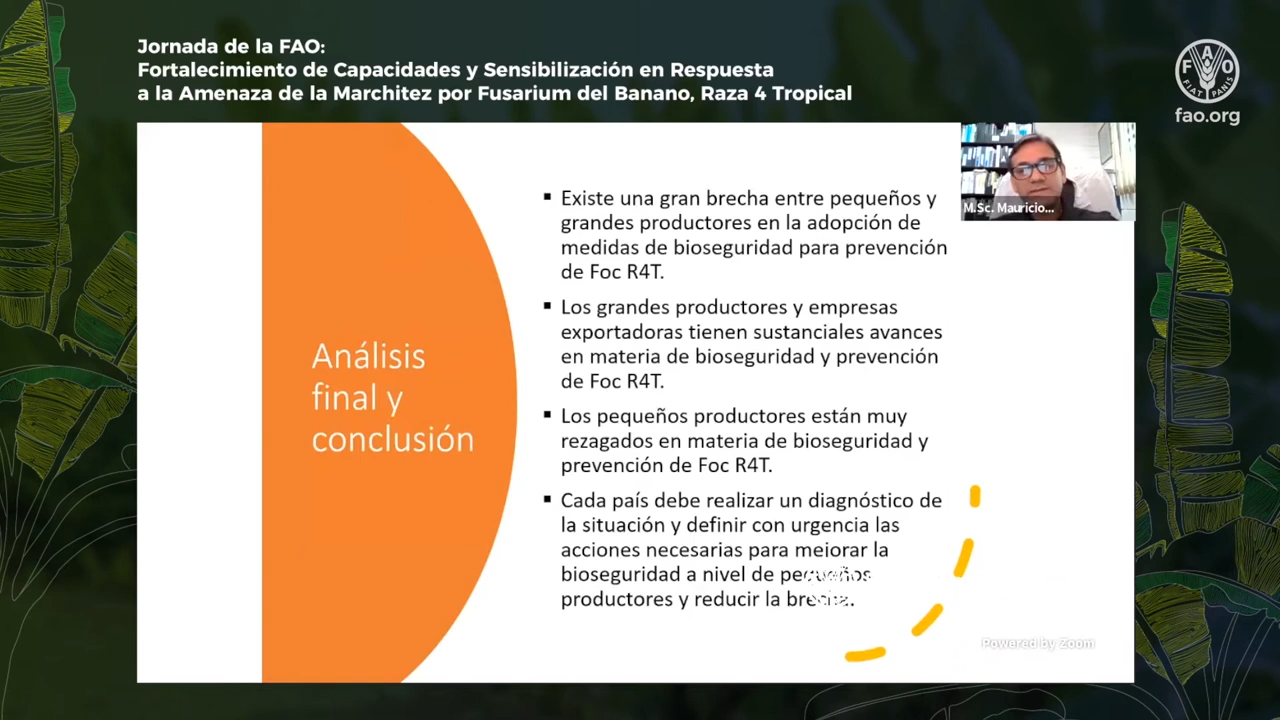 Jornada de la FAO:
Fortalecimiento de Capacidades y Sensibilización en Respuesta
a la Amenaza de la Marchitez por Fusarium del Banano, Raza 4 Tropical
F A O
FIAT PANIS
fao.org
M.Sc. Mauricio...
Análisis
final y
conclusión
▪ Existe una gran brecha entre pequeños y
grandes productores en la adopción de
medidas de bioseguridad para prevención
de Foc R4T.
▪ Los grandes productores y empresas
exportadoras tienen sustanciales avances
en materia de bioseguridad y prevención
de Foc R4T.
▪ Los pequeños productores están muy
rezagados en materia de bioseguridad y
prevención de Foc R4T.
▪ Cada país debe realizar un diagnóstico de
la situación y definir con urgencia las
acciones necesarias para mejorar la
bioseguridad a nivel de pequeños
productores y reducir la brecha.
Powered by Zoom